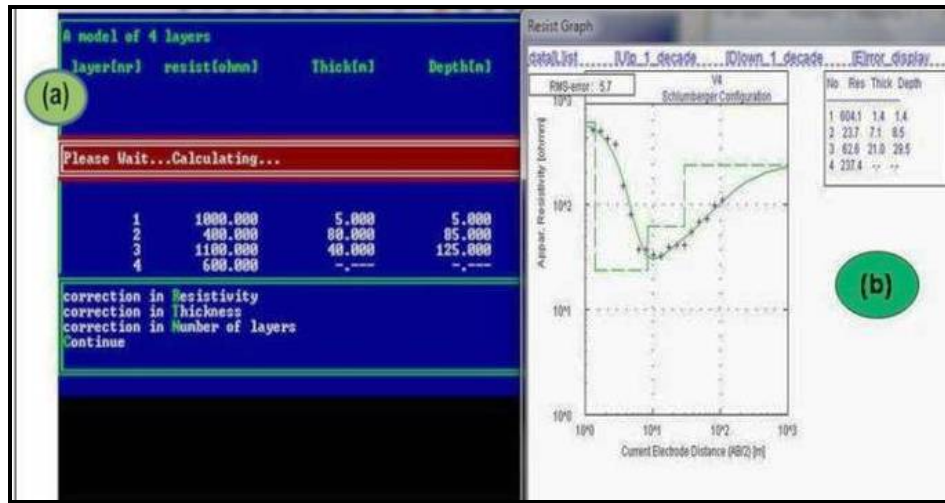 A model of 4 layers
layer[nr] resist[ohmm] Thick[m] Depth[m]
(a)
Please Wait...Calculating...
1 1000.000 5.000 5.000
2 400.000 80.000 85.000
3 1100.000 40.000 125.000
4 600.000 -.--- -.---
correction in Resistivity
correction in Thickness
correction in Number of layers
Continue
Resist Graph
data[L]ist [U]p_1_decade [D]own_1_decade [E]rror_display
RMS-error: 5.7
V4
Schlumberger Configuration
No Res Thick Depth
1 604.1 1.4 1.4
2 23.7 7.1 8.5
3 62.6 21.0 29.5
4 237.4 -.- -.-
Appar. Resistivity [ohmm]
10^3
10^2
10^1
10^0
10^0 10^1 10^2 10^3
Current Electrode Distance (AB/2) [m]
(b)